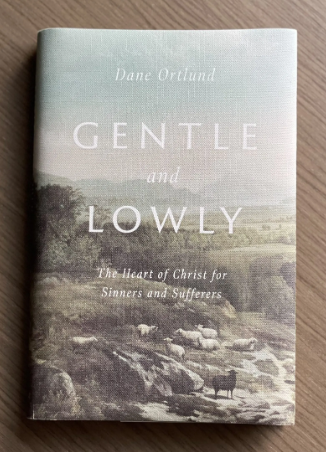 Dane Ortlund
GENTLE
and
LOWLY
The Heart of Christ for
Sinners and Sufferers